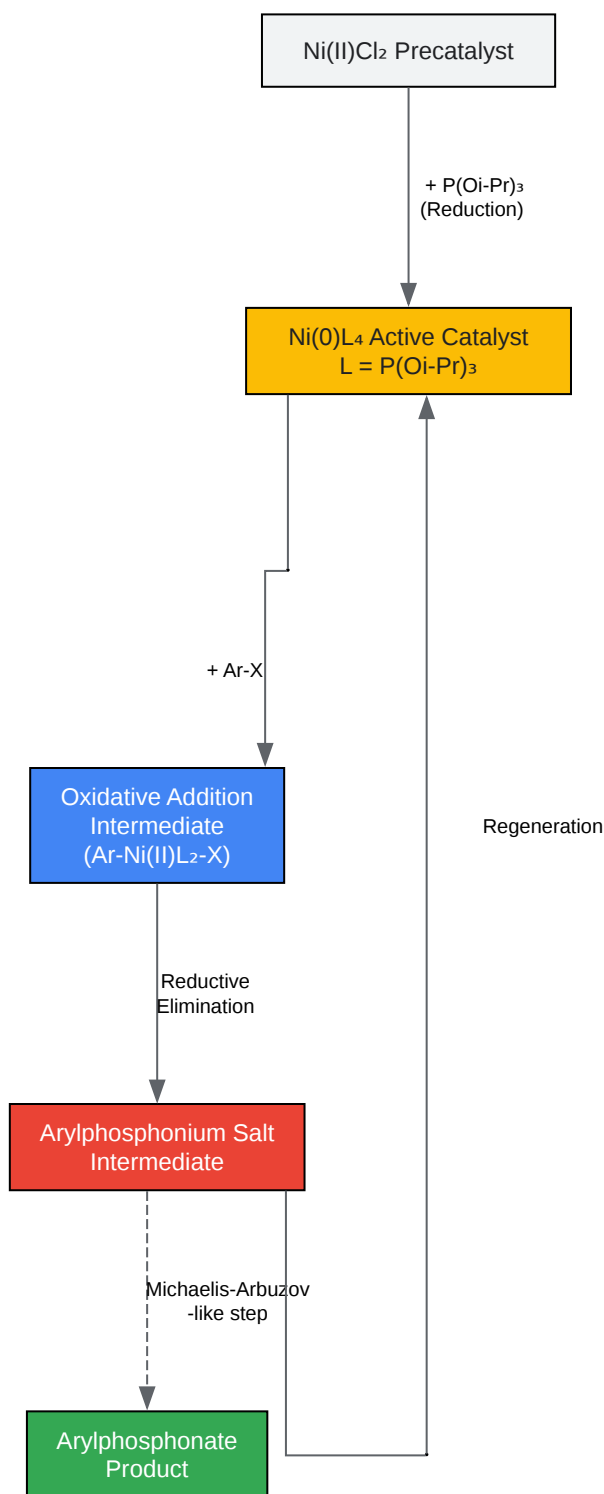 Ni(II)Cl₂ Precatalyst
+ P(Oi-Pr)₃
(Reduction)
Ni(0)L₄ Active Catalyst
L = P(Oi-Pr)₃
+ Ar-X
Oxidative Addition
Intermediate
(Ar-Ni(II)L₂-X)
Regeneration
Reductive
Elimination
Arylphosphonium Salt
Intermediate
Michaelis-Arbuzov
-like step
Arylphosphonate
Product